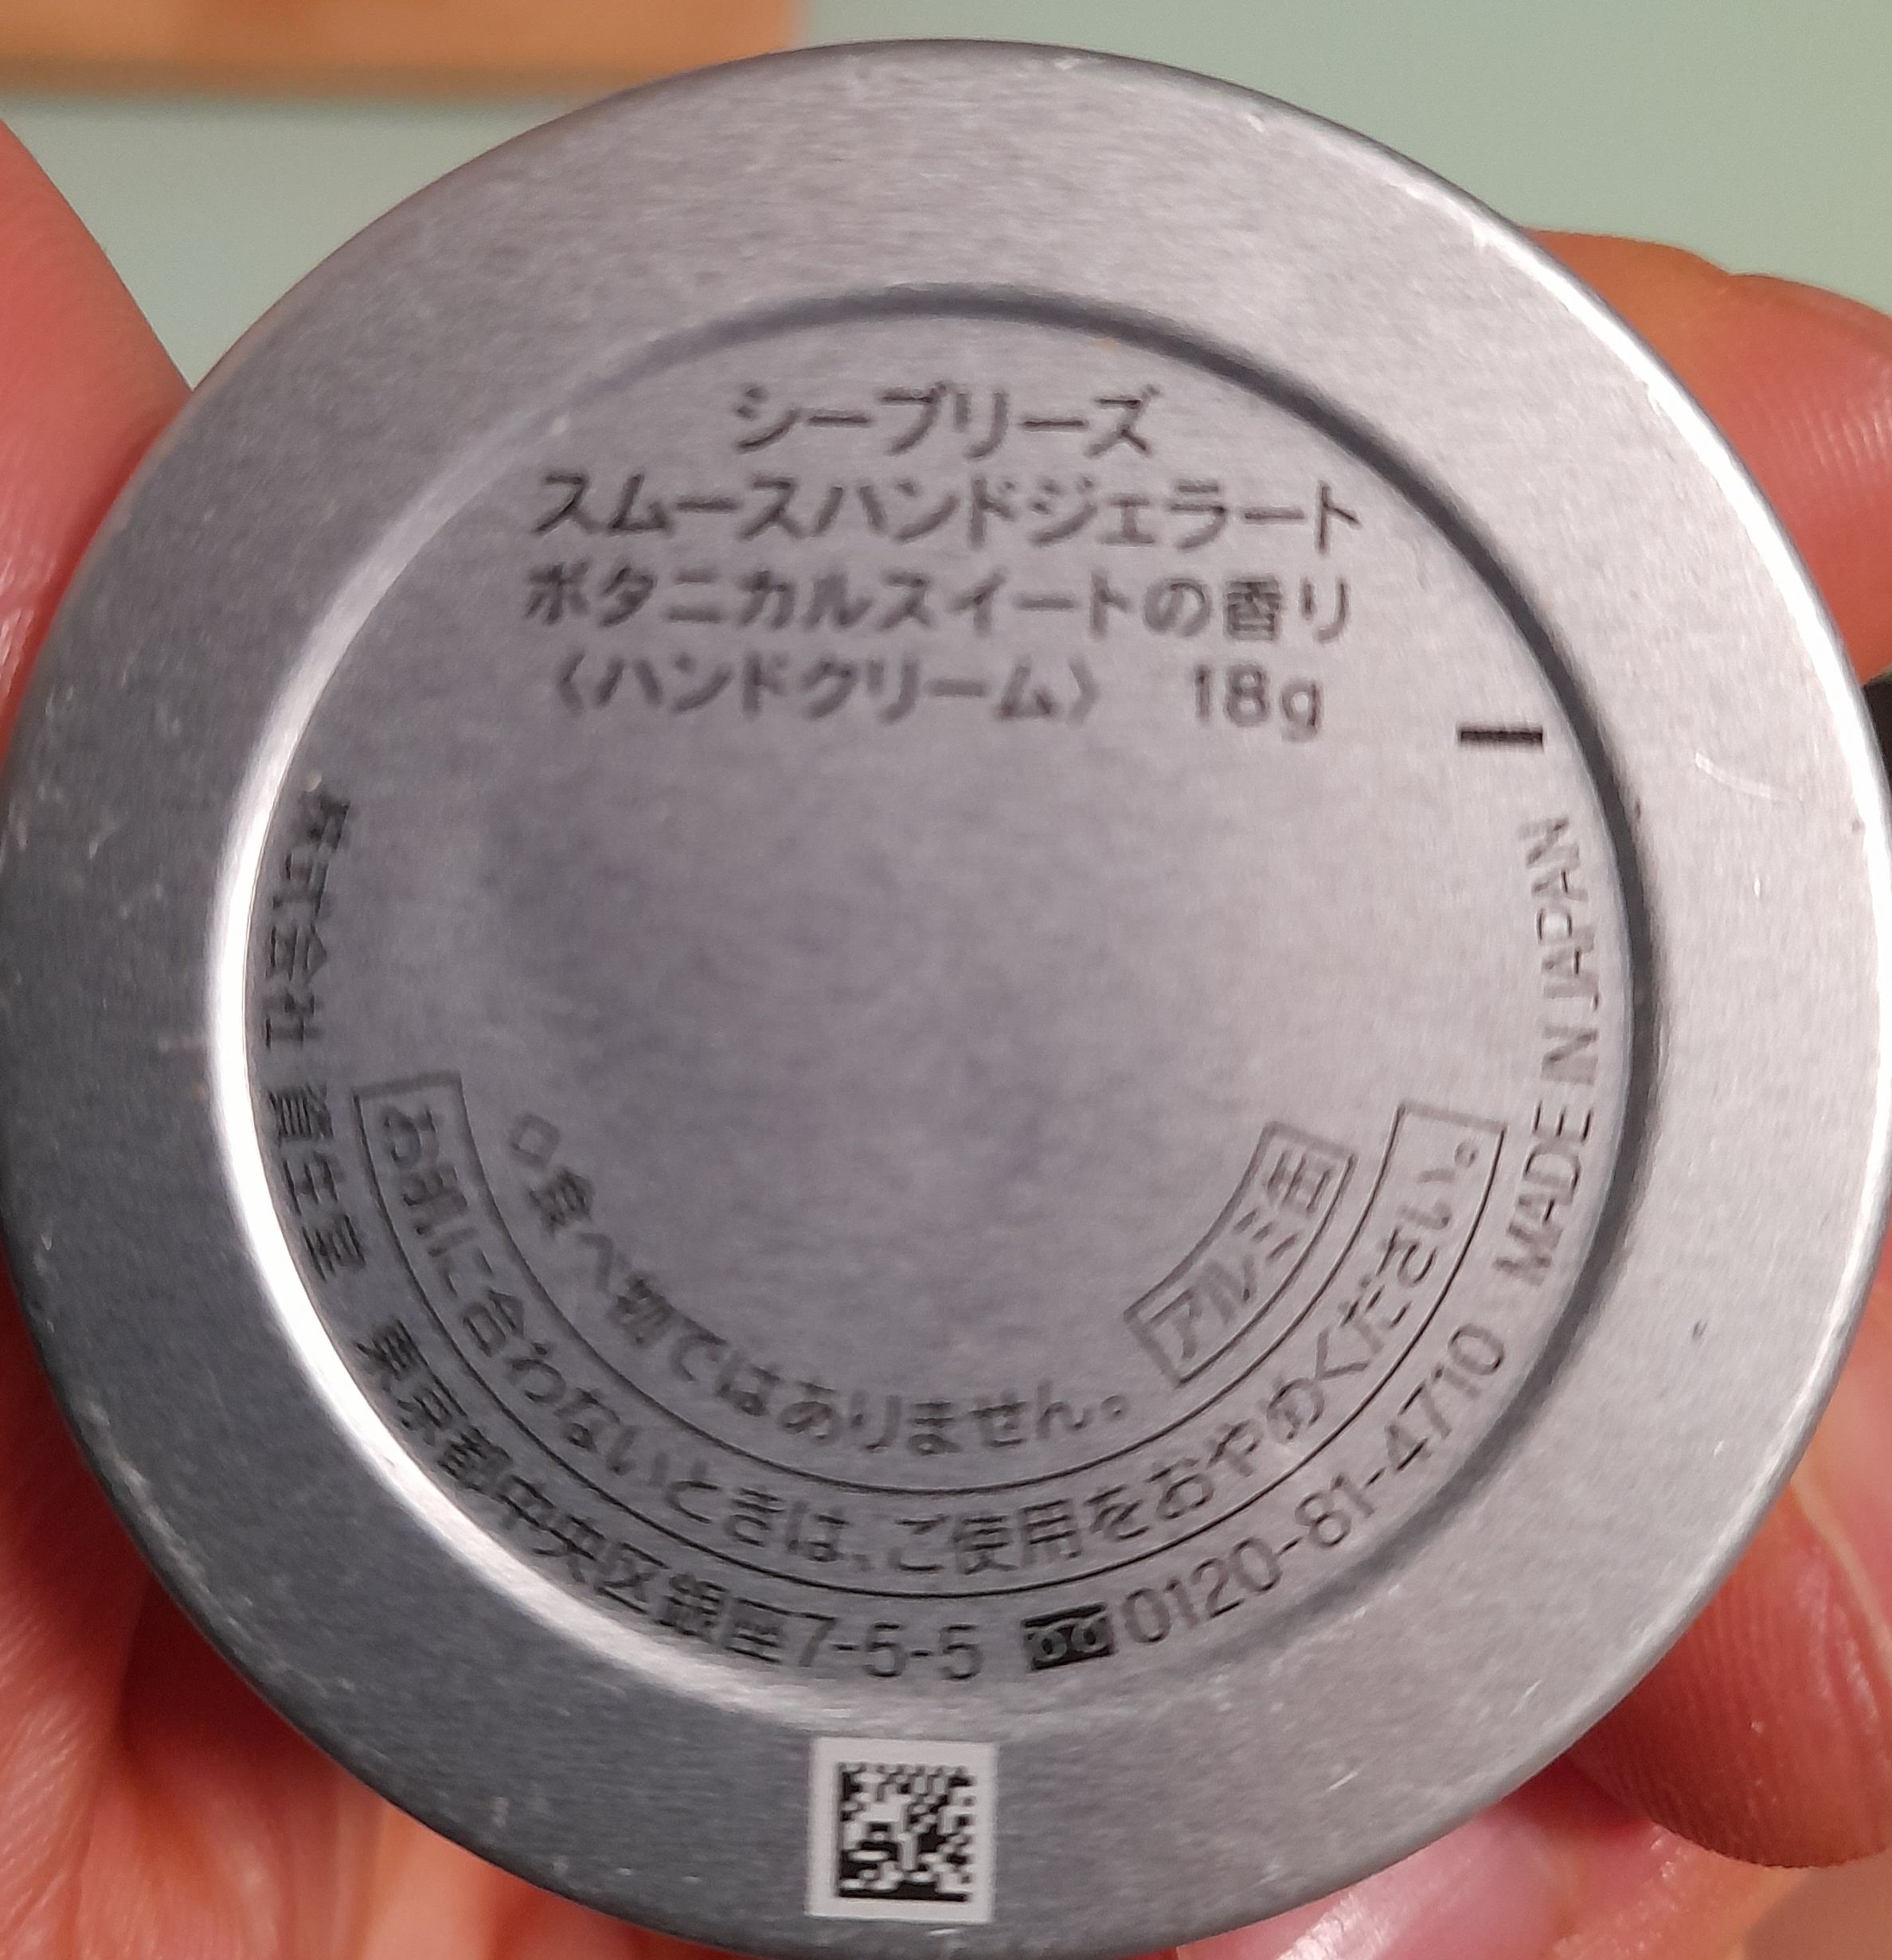 シーブリーズ
スムースハンドジェラート
ボタニカルスイートの香り
〈ハンドクリーム〉 18g
□食べ物ではありません。
アルミ缶
お肌に合わないときは、ご使用をおやめください。
株式会社 資生堂 東京都中央区銀座7-5-5 0120-81-4710 MADE IN JAPAN